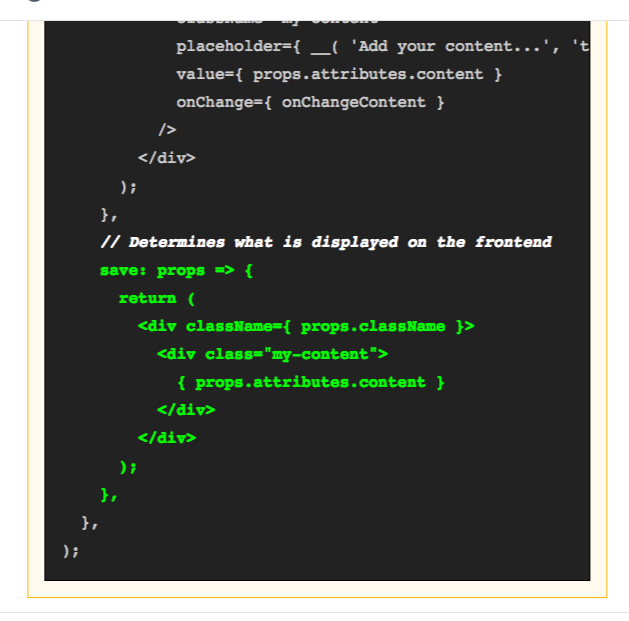 placeholder={ __( 'Add your content...', 't
value={ props.attributes.content }
onChange={ onChangeContent }
/>
</div>
);
},
// Determines what is displayed on the frontend
save: props => {
return (
<div className={ props.className }>
<div class="my-content">
{ props.attributes.content }
</div>
</div>
);
},
},
);